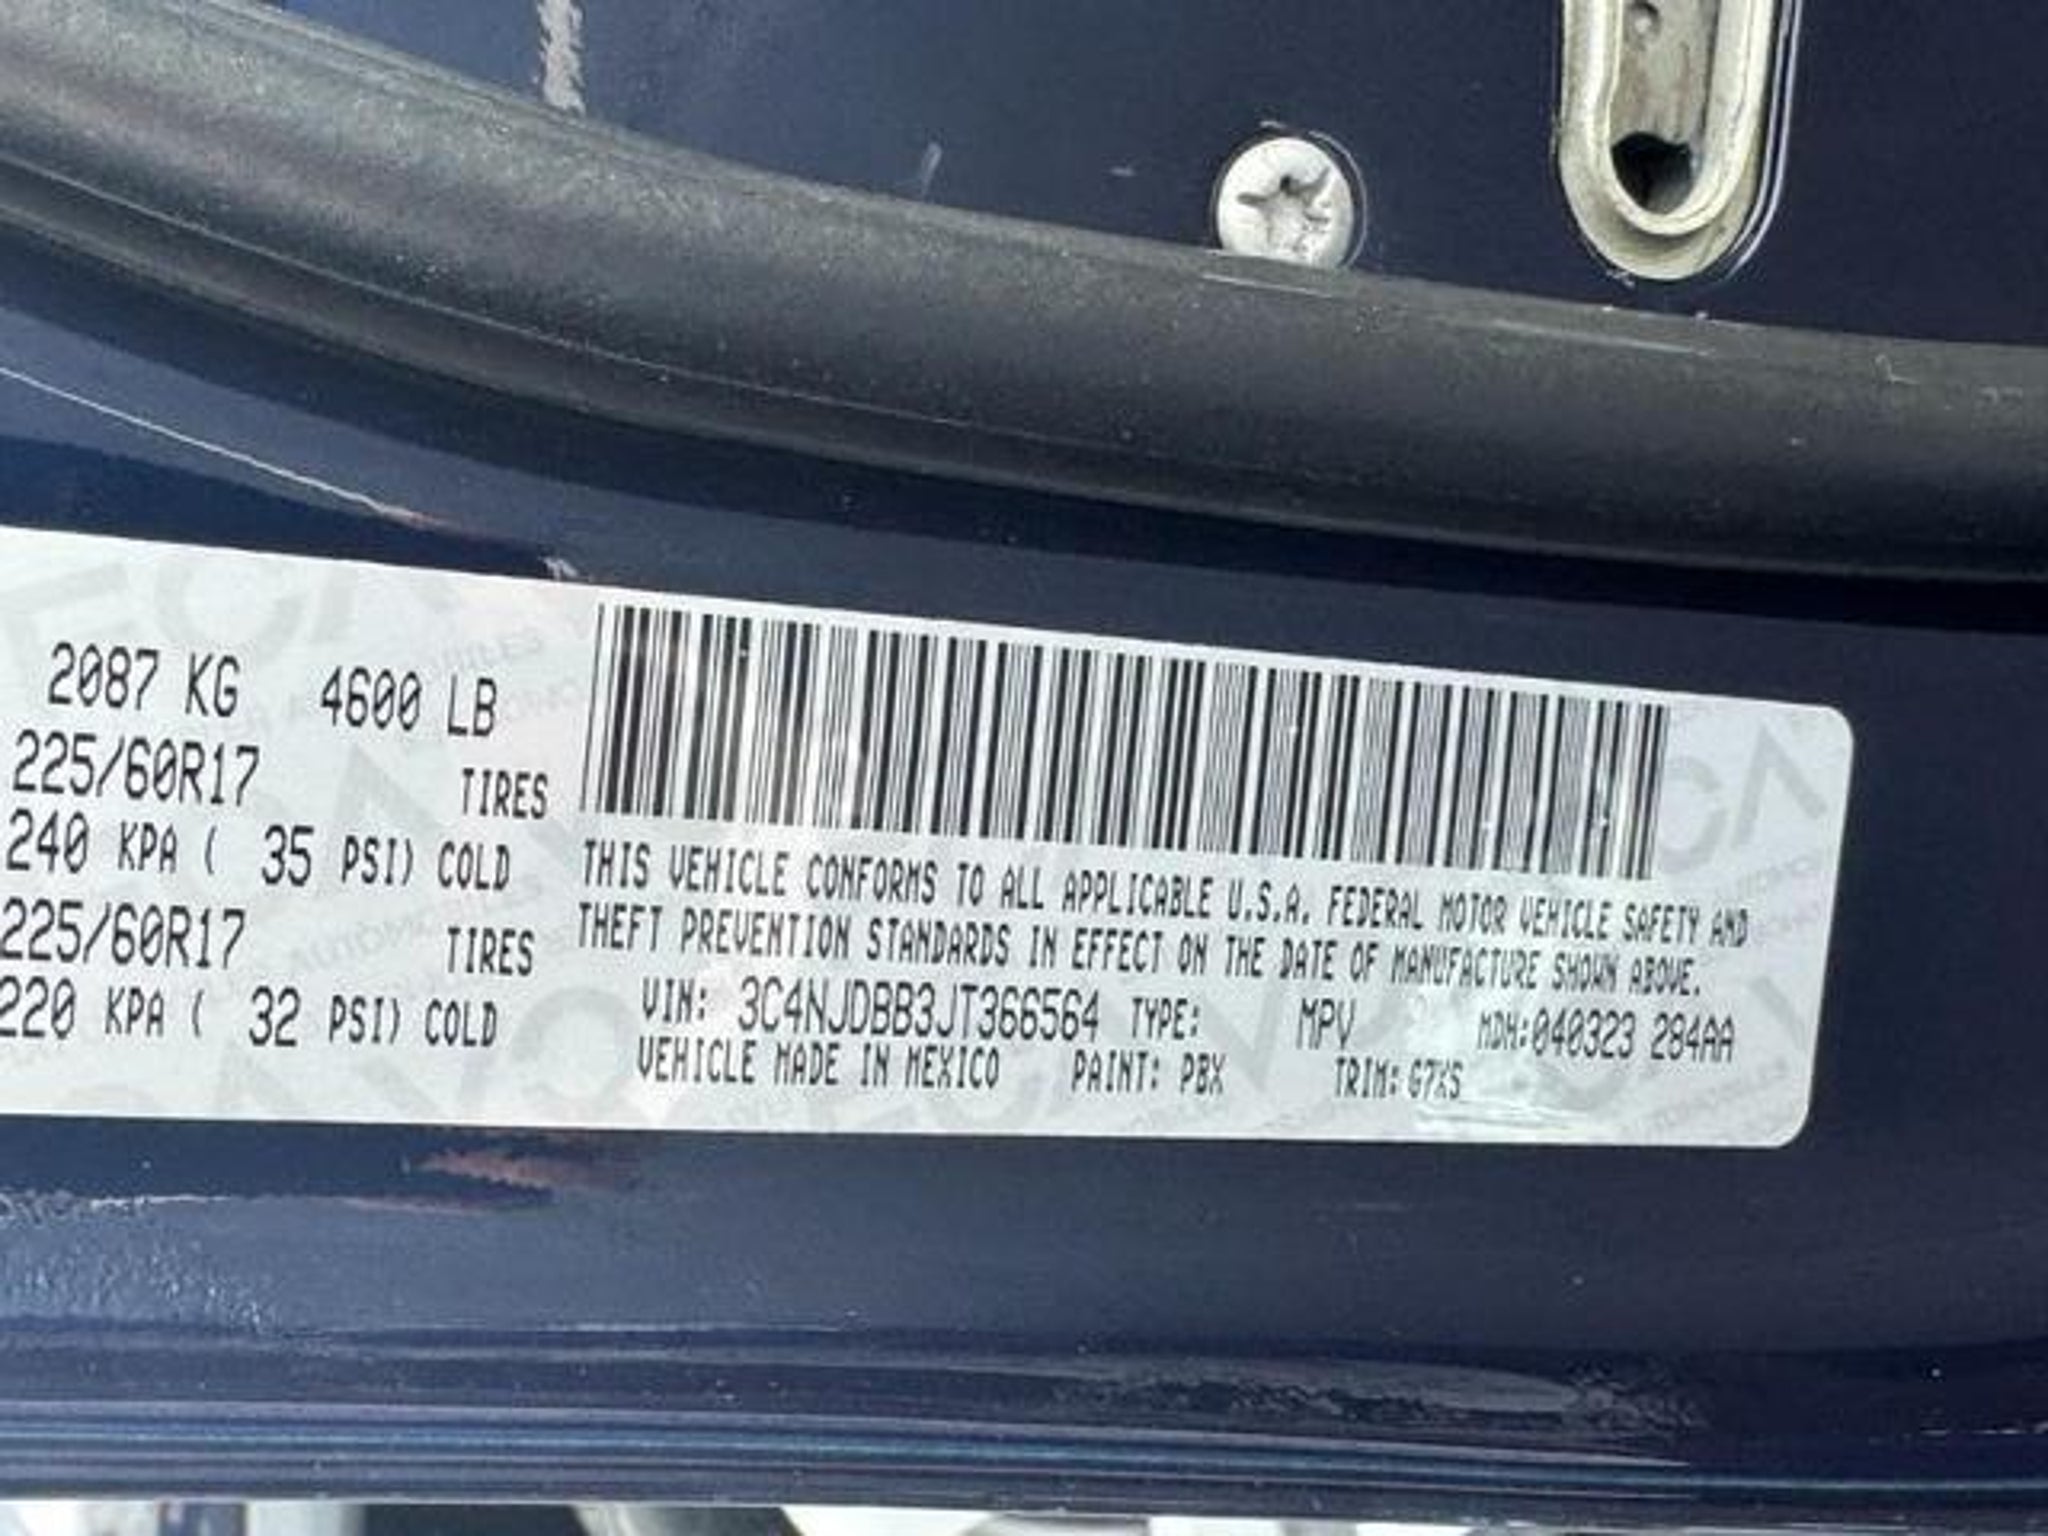 2087 KG 4600 LB
225/60R17 TIRES
240 KPA ( 35 PSI) COLD
225/60R17 TIRES
220 KPA ( 32 PSI) COLD
THIS VEHICLE CONFORMS TO ALL APPLICABLE U.S.A. FEDERAL MOTOR VEHICLE SAFETY AND
THEFT PREVENTION STANDARDS IN EFFECT ON THE DATE OF MANUFACTURE SHOWN ABOVE.
VIN: 3C4NJDBB3JT366564 TYPE: MPV MDH:040323 284AA
VEHICLE MADE IN MEXICO PAINT: PBX TRIM: G7XS